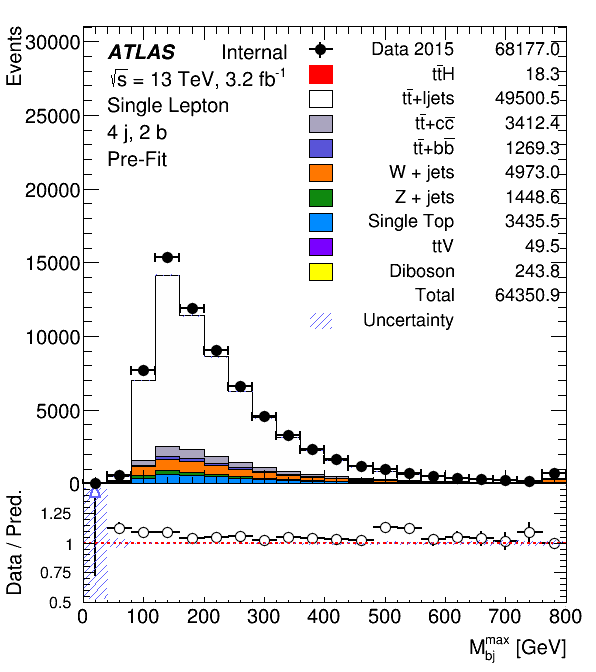 Events
30000
25000
20000
15000
10000
5000
0
ATLAS Internal
√s = 13 TeV, 3.2 fb⁻¹
Single Lepton
4 j, 2 b
Pre-Fit
Data 2015 68177.0
tt̄H 18.3
tt̄+ljets 49500.5
tt̄+cc̄ 3412.4
tt̄+bb̄ 1269.3
W + jets 4973.0
Z + jets 1448.6
Single Top 3435.5
ttV 49.5
Diboson 243.8
Total 64350.9
Uncertainty
Data / Pred.
1.25
1
0.75
0.5
0 100 200 300 400 500 600 700 800
M_bj^max [GeV]